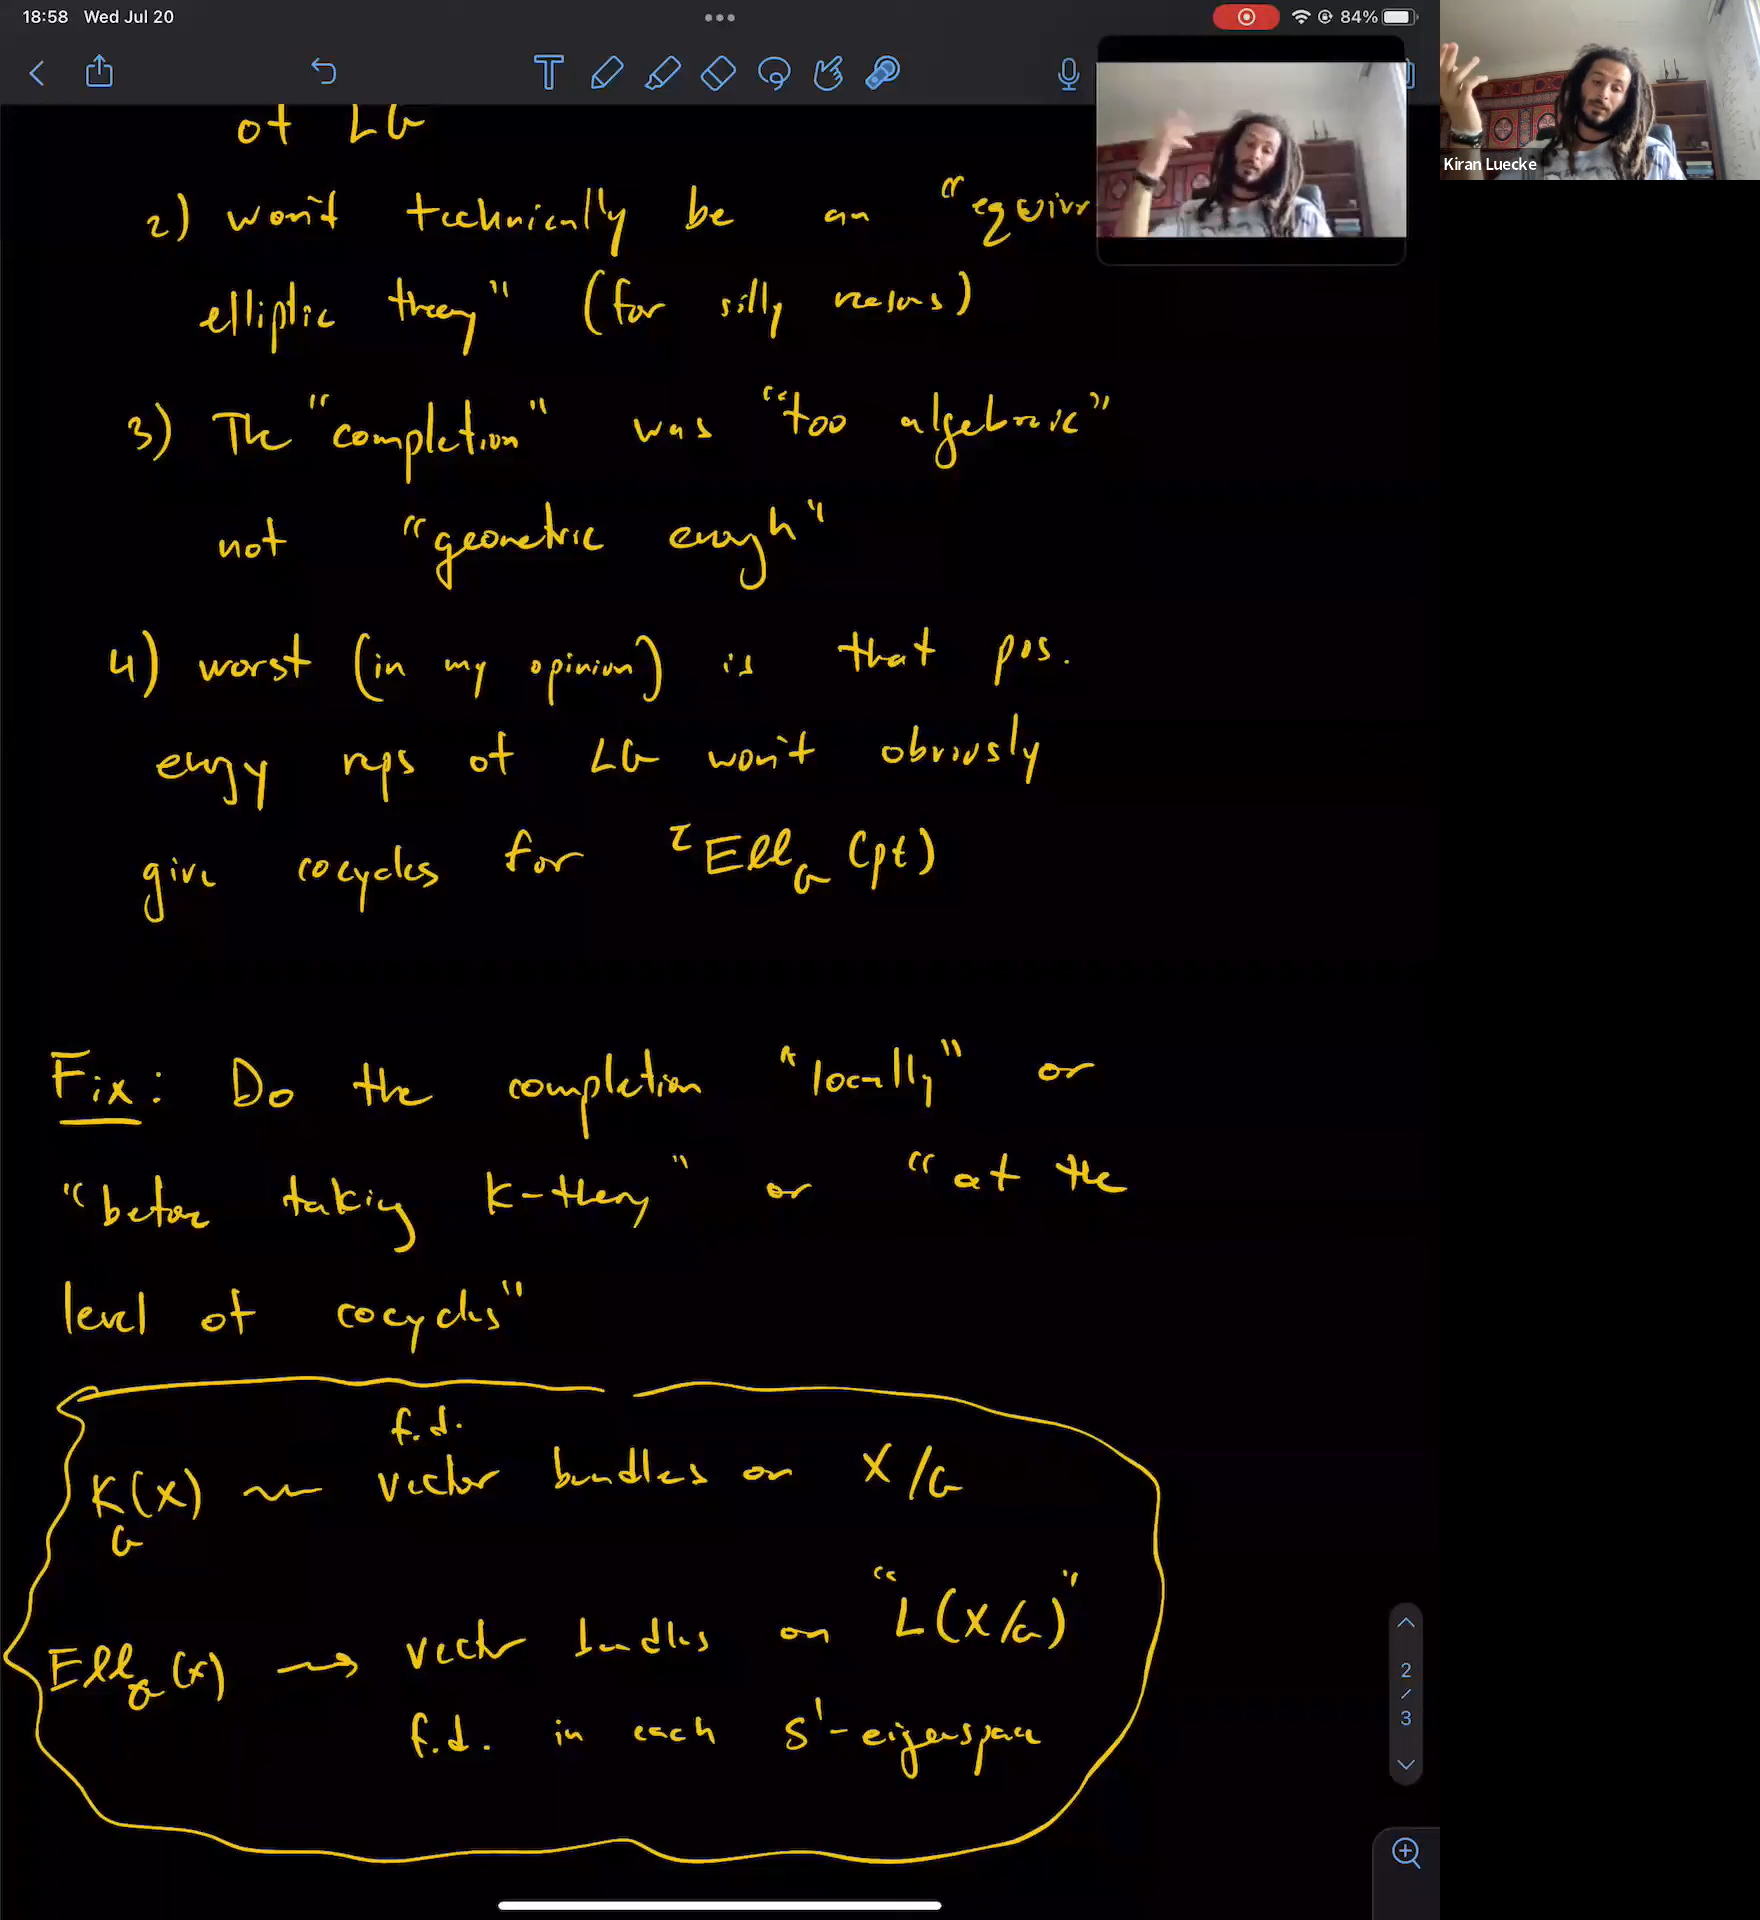 18:58 Wed Jul 20
84%
Kiran Luecke
of LG
2) won't technically be an "equivr
elliptic theory" (for silly reasons)
3) The "completion" was "too algebraic"
not "geometric enough"
4) worst (in my opinion) is that pos.
engy reps of LG won't obviously
give cocycles for ᵗEll_G (pt)
Fix: Do the completion "locally" or
"before taking K-theory" or "at the
level of cocycles"
f.d.
K_G(X) ⇝ vector bundles on X/G
Ell_G(X) ⇝ vector bundles on "L(X/G)"
f.d. in each S¹-eigenspace
2
/
3